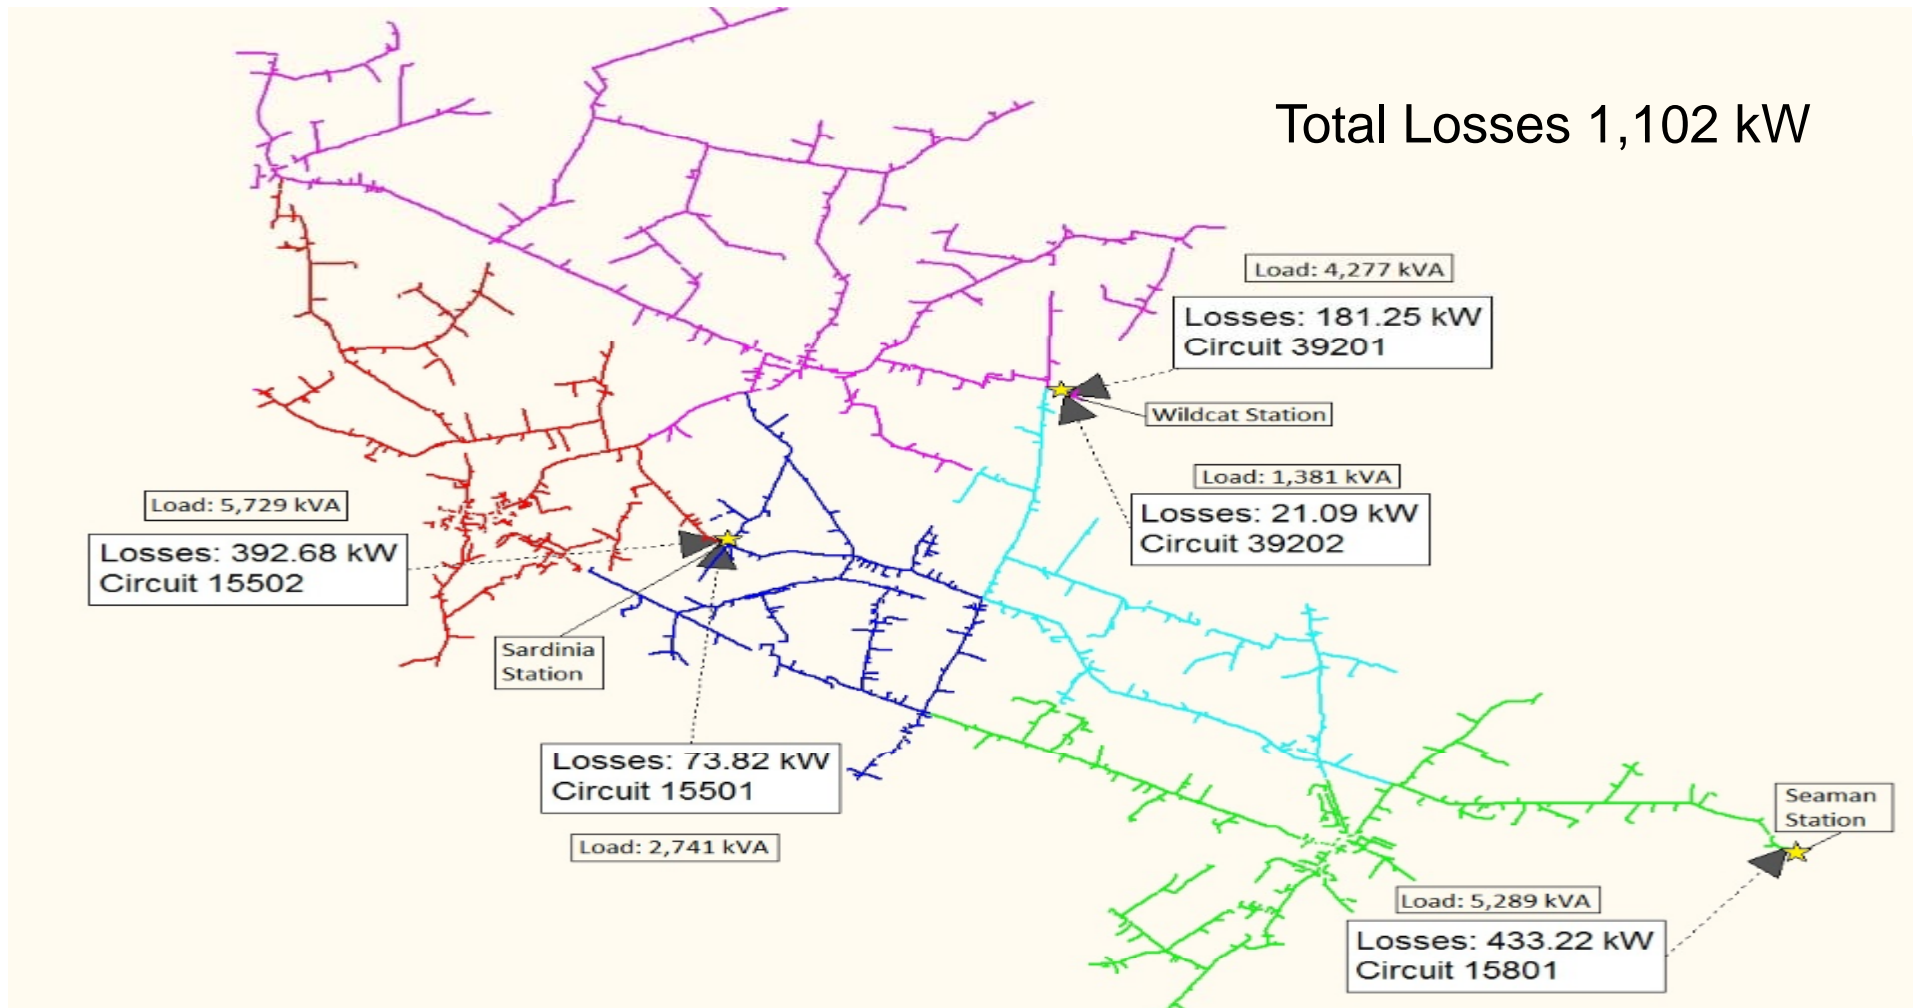 Total Losses 1,102 kW
Load: 4,277 kVA
Losses: 181.25 kW
Circuit 39201
Wildcat Station
Load: 1,381 kVA
Losses: 21.09 kW
Circuit 39202
Load: 5,729 kVA
Losses: 392.68 kW
Circuit 15502
Sardinia
Station
Losses: 73.82 kW
Circuit 15501
Load: 2,741 kVA
Seaman
Station
Load: 5,289 kVA
Losses: 433.22 kW
Circuit 15801